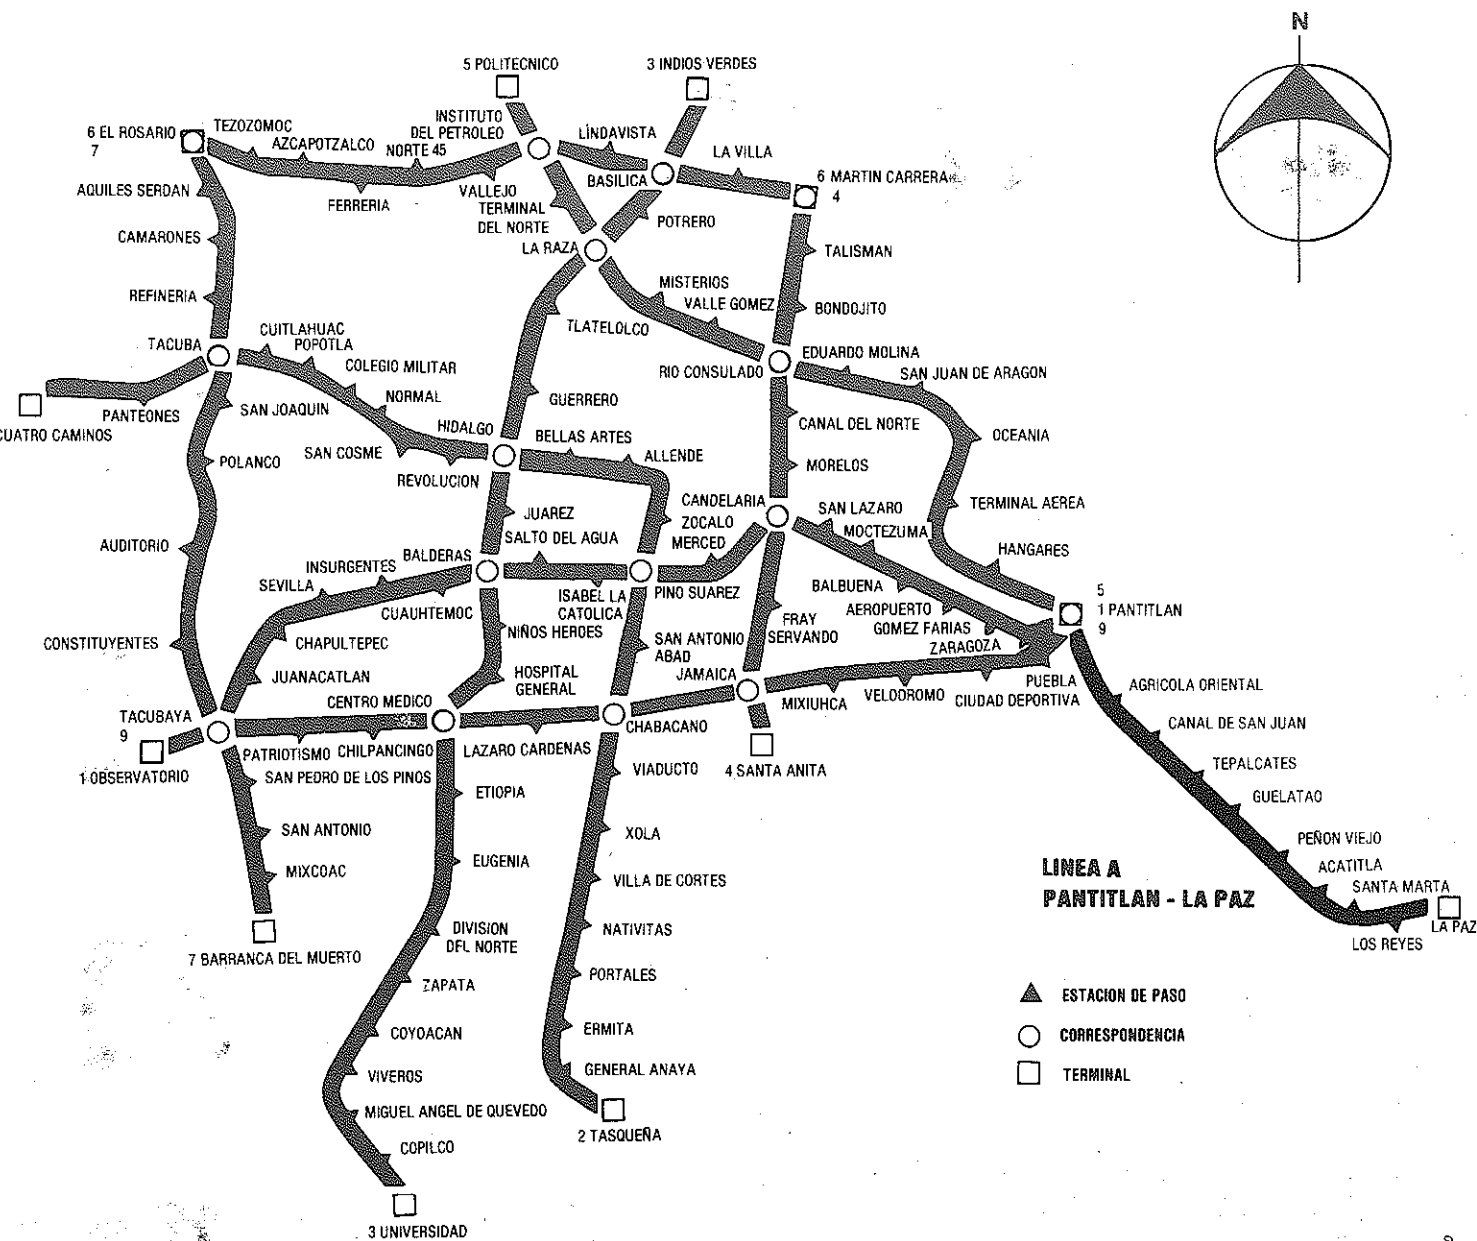 N
5 POLITECNICO
3 INDIOS VERDES
6 EL ROSARIO
7
TEZOZOMOC
AZCAPOTZALCO
NORTE 45
INSTITUTO
DEL PETROLEO
LINDAVISTA
LA VILLA
BASILICA
6 MARTIN CARRERA
4
AQUILES SERDAN
FERRERIA
VALLEJO
TERMINAL
DEL NORTE
POTRERO
CAMARONES
LA RAZA
TALISMAN
REFINERIA
MISTERIOS
VALLE GOMEZ
BONDOJITO
TLATELOLCO
TACUBA
CUITLAHUAC
POPOTLA
COLEGIO MILITAR
NORMAL
RIO CONSULADO
EDUARDO MOLINA
SAN JUAN DE ARAGON
PANTEONES
CUATRO CAMINOS
SAN JOAQUIN
GUERRERO
HIDALGO
BELLAS ARTES
ALLENDE
CANAL DEL NORTE
OCEANIA
POLANCO
SAN COSME
REVOLUCION
MORELOS
CANDELARIA
SAN LAZARO
MOCTEZUMA
TERMINAL AEREA
JUAREZ
ZOCALO
MERCED
AUDITORIO
SALTO DEL AGUA
BALDERAS
INSURGENTES
SEVILLA
CUAUHTEMOC
ISABEL LA
CATOLICA
PINO SUAREZ
HANGARES
BALBUENA
AEROPUERTO
GOMEZ FARIAS
ZARAGOZA
5
1 PANTITLAN
9
CONSTITUYENTES
CHAPULTEPEC
JUANACATLAN
NIÑOS HEROES
HOSPITAL
GENERAL
SAN ANTONIO
ABAD
FRAY
SERVANDO
JAMAICA
CENTRO MEDICO
TACUBAYA
9
1 OBSERVATORIO
PATRIOTISMO
CHILPANCINGO
LAZARO CARDENAS
CHABACANO
MIXIUHCA
VELODROMO
CIUDAD DEPORTIVA
PUEBLA
AGRICOLA ORIENTAL
CANAL DE SAN JUAN
SAN PEDRO DE LOS PINOS
4 SANTA ANITA
VIADUCTO
TEPALCATES
ETIOPIA
GUELATAO
SAN ANTONIO
XOLA
PEÑON VIEJO
MIXCOAC
EUGENIA
VILLA DE CORTES
LINEA A
PANTITLAN - LA PAZ
ACATITLA
SANTA MARTA
LA PAZ
LOS REYES
7 BARRANCA DEL MUERTO
DIVISION
DEL NORTE
NATIVITAS
ZAPATA
PORTALES
ESTACION DE PASO
COYOACAN
ERMITA
CORRESPONDENCIA
VIVEROS
GENERAL ANAYA
TERMINAL
MIGUEL ANGEL DE QUEVEDO
2 TASQUEÑA
COPILCO
3 UNIVERSIDAD